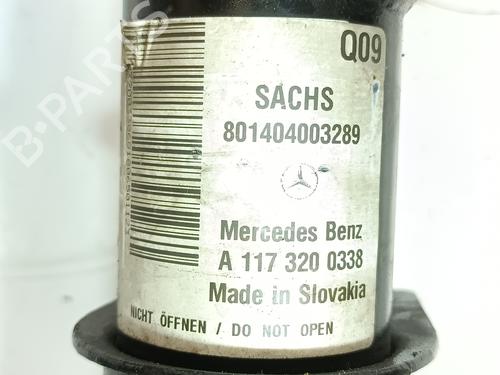 B-PARTS
Q09
SACHS
801404003289
Mercedes Benz
A 117 320 0338
Made in Slovakia
NICHT ÖFFNEN / DO NOT OPEN